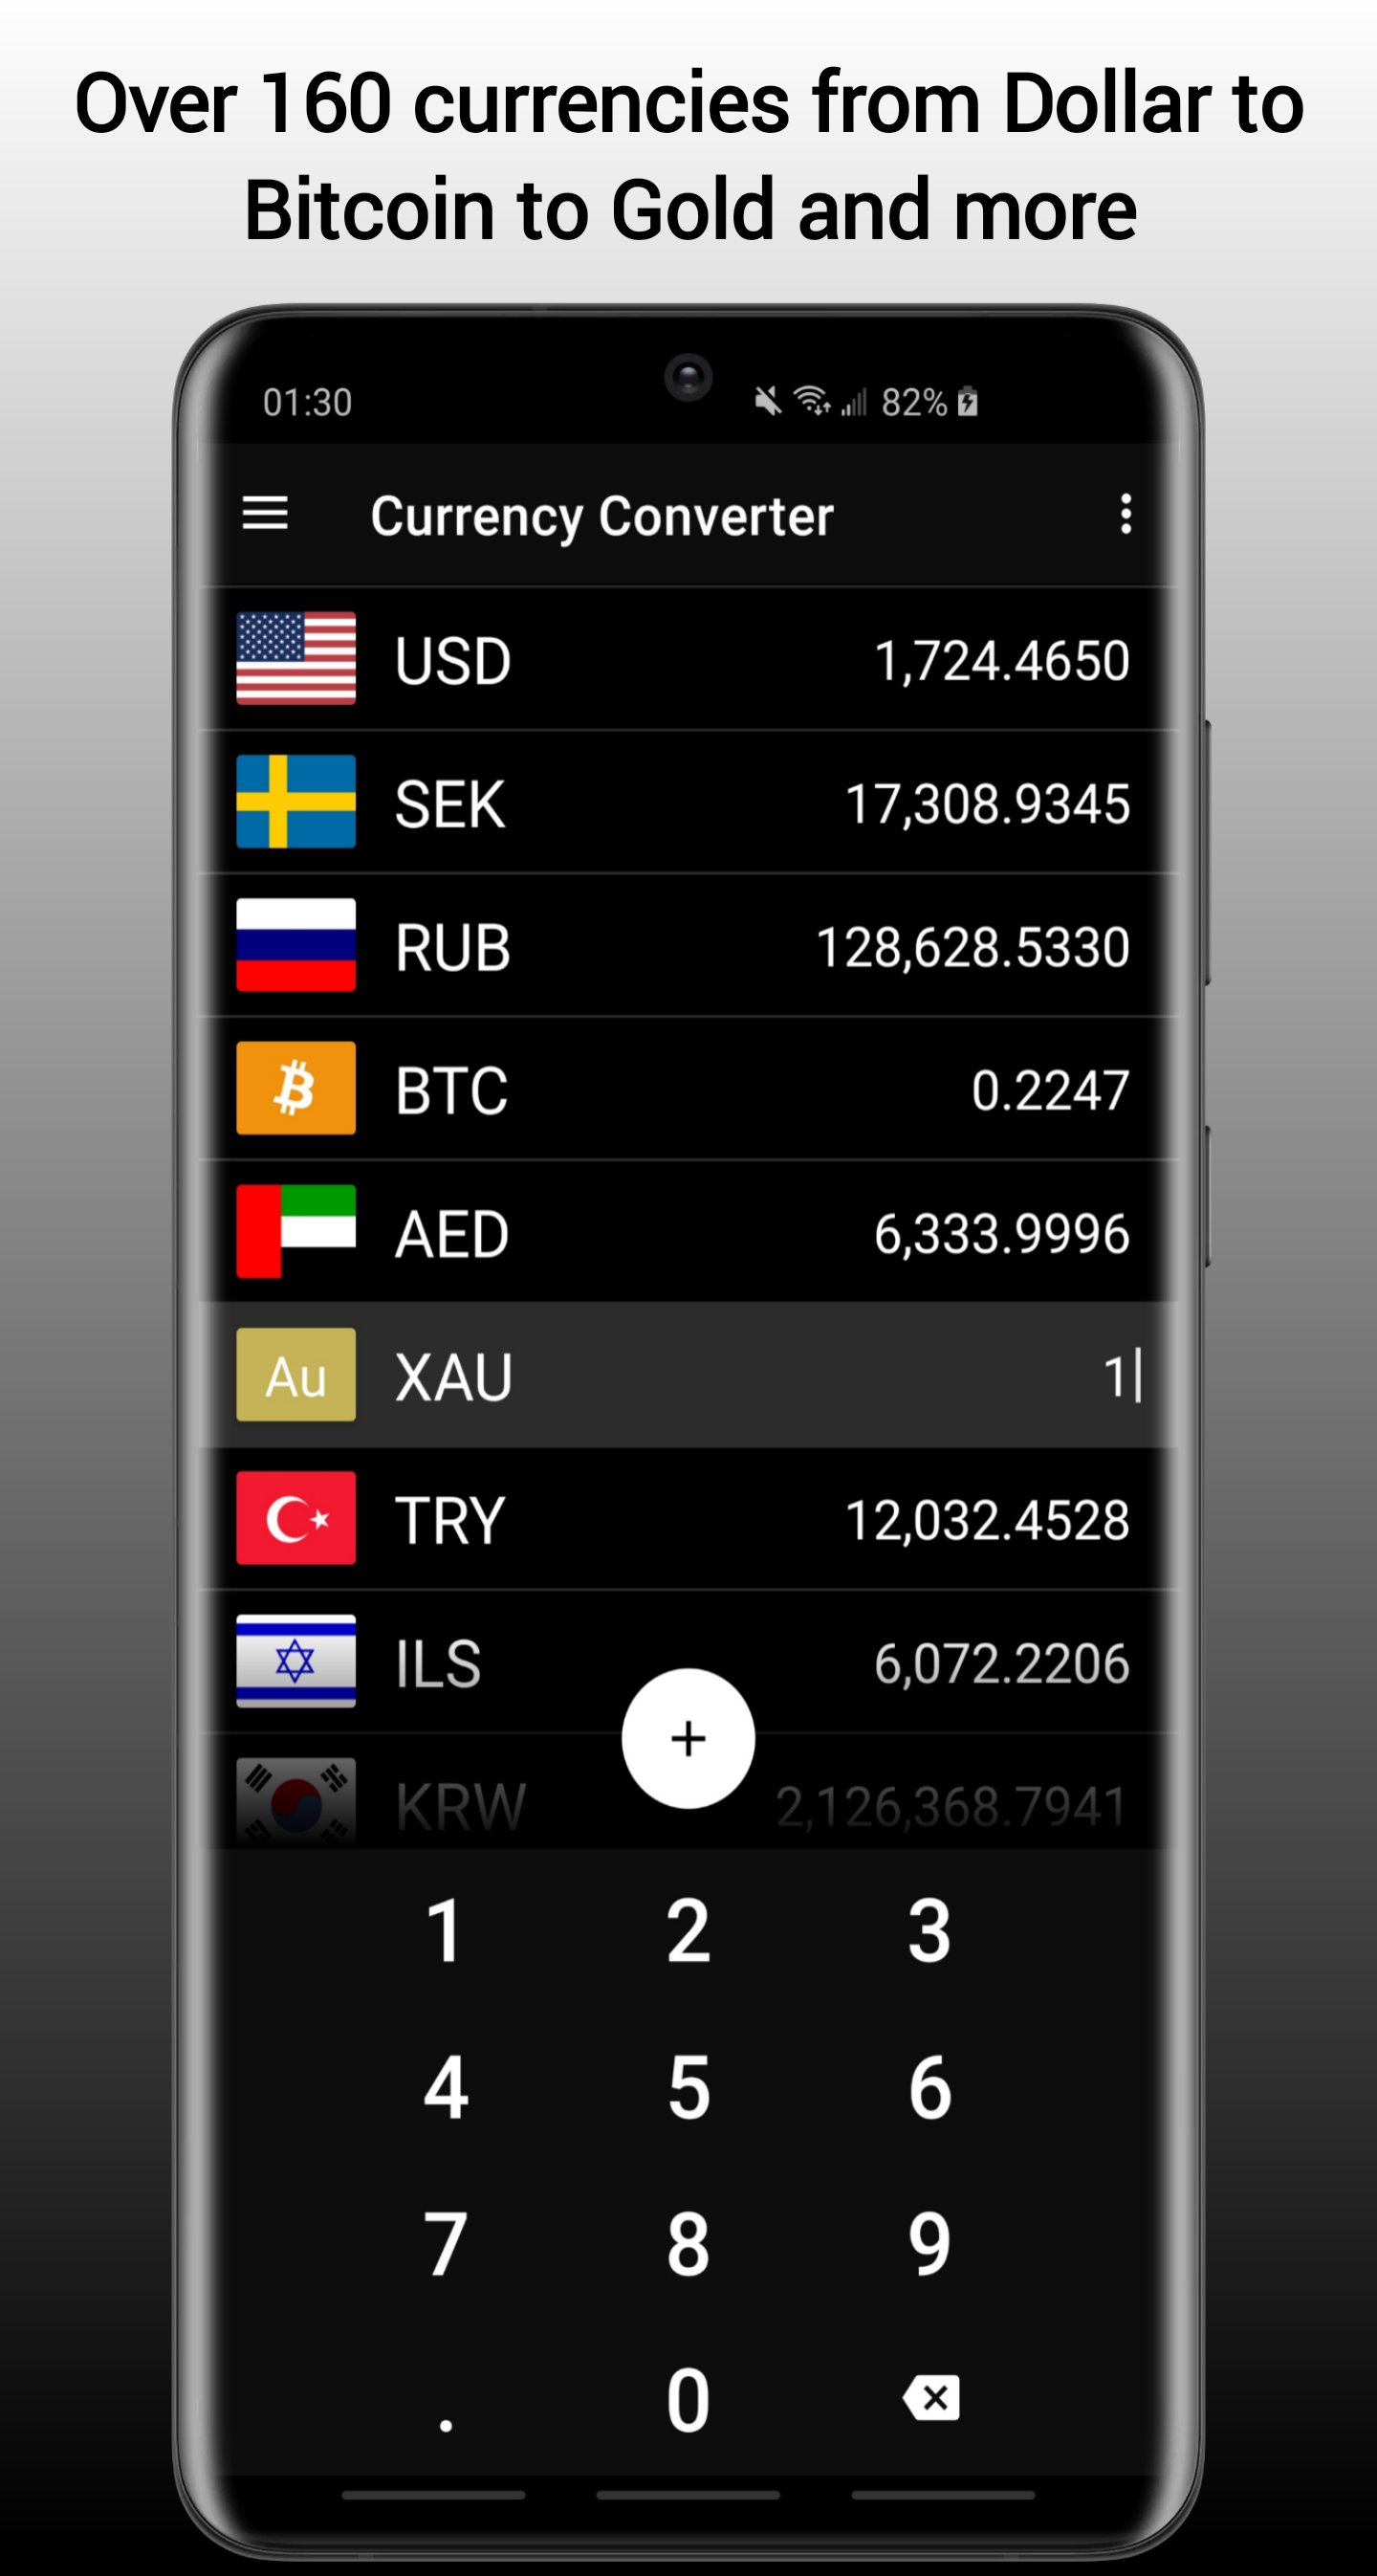 Over 160 currencies from Dollar to
Bitcoin to Gold and more
01:30 82%
Currency Converter
USD 1,724.4650
SEK 17,308.9345
RUB 128,628.5330
BTC 0.2247
AED 6,333.9996
Au XAU 1
TRY 12,032.4528
ILS 6,072.2206
+
KRW 2,126,368.7941
1 2 3
4 5 6
7 8 9
. 0